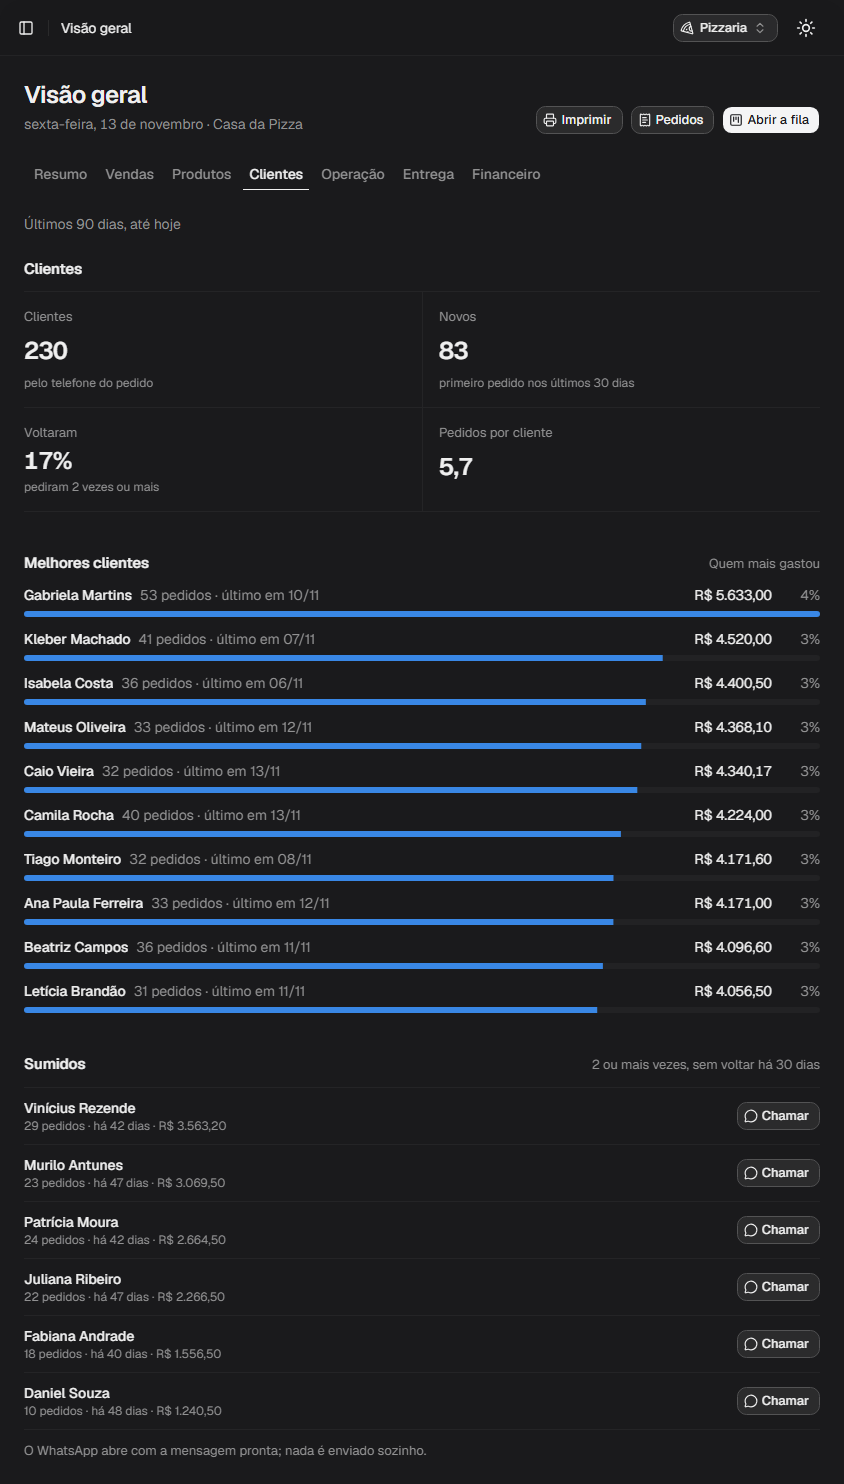 Visão geral
Pizzaria
Visão geral
sexta-feira, 13 de novembro · Casa da Pizza
Imprimir
Pedidos
Abrir a fila
Resumo Vendas Produtos Clientes Operação Entrega Financeiro
Últimos 90 dias, até hoje
Clientes
Clientes
230
pelo telefone do pedido
Novos
83
primeiro pedido nos últimos 30 dias
Voltaram
17%
pediram 2 vezes ou mais
Pedidos por cliente
5,7
Melhores clientes Quem mais gastou
Gabriela Martins 53 pedidos · último em 10/11 R$ 5.633,00 4%
Kleber Machado 41 pedidos · último em 07/11 R$ 4.520,00 3%
Isabela Costa 36 pedidos · último em 06/11 R$ 4.400,50 3%
Mateus Oliveira 33 pedidos · último em 12/11 R$ 4.368,10 3%
Caio Vieira 32 pedidos · último em 13/11 R$ 4.340,17 3%
Camila Rocha 40 pedidos · último em 13/11 R$ 4.224,00 3%
Tiago Monteiro 32 pedidos · último em 08/11 R$ 4.171,60 3%
Ana Paula Ferreira 33 pedidos · último em 12/11 R$ 4.171,00 3%
Beatriz Campos 36 pedidos · último em 11/11 R$ 4.096,60 3%
Letícia Brandão 31 pedidos · último em 11/11 R$ 4.056,50 3%
Sumidos 2 ou mais vezes, sem voltar há 30 dias
Vinícius Rezende
29 pedidos · há 42 dias · R$ 3.563,20
Chamar
Murilo Antunes
23 pedidos · há 47 dias · R$ 3.069,50
Chamar
Patrícia Moura
24 pedidos · há 42 dias · R$ 2.664,50
Chamar
Juliana Ribeiro
22 pedidos · há 47 dias · R$ 2.266,50
Chamar
Fabiana Andrade
18 pedidos · há 40 dias · R$ 1.556,50
Chamar
Daniel Souza
10 pedidos · há 48 dias · R$ 1.240,50
Chamar
O WhatsApp abre com a mensagem pronta; nada é enviado sozinho.